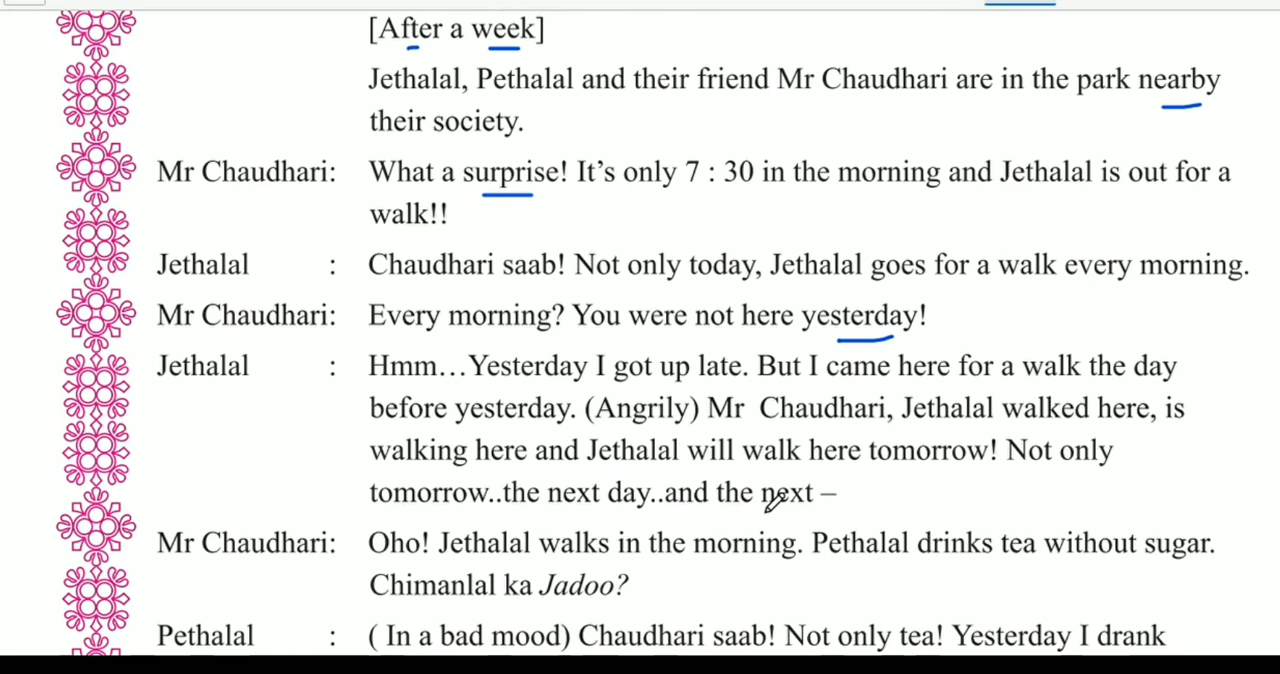 [After a week]
Jethalal, Pethalal and their friend Mr Chaudhari are in the park nearby
their society.
Mr Chaudhari: What a surprise! It's only 7 : 30 in the morning and Jethalal is out for a
walk!!
Jethalal : Chaudhari saab! Not only today, Jethalal goes for a walk every morning.
Mr Chaudhari: Every morning? You were not here yesterday!
Jethalal : Hmm…Yesterday I got up late. But I came here for a walk the day
before yesterday. (Angrily) Mr Chaudhari, Jethalal walked here, is
walking here and Jethalal will walk here tomorrow! Not only
tomorrow..the next day..and the next –
Mr Chaudhari: Oho! Jethalal walks in the morning. Pethalal drinks tea without sugar.
Chimanlal ka Jadoo?
Pethalal : ( In a bad mood) Chaudhari saab! Not only tea! Yesterday I drank